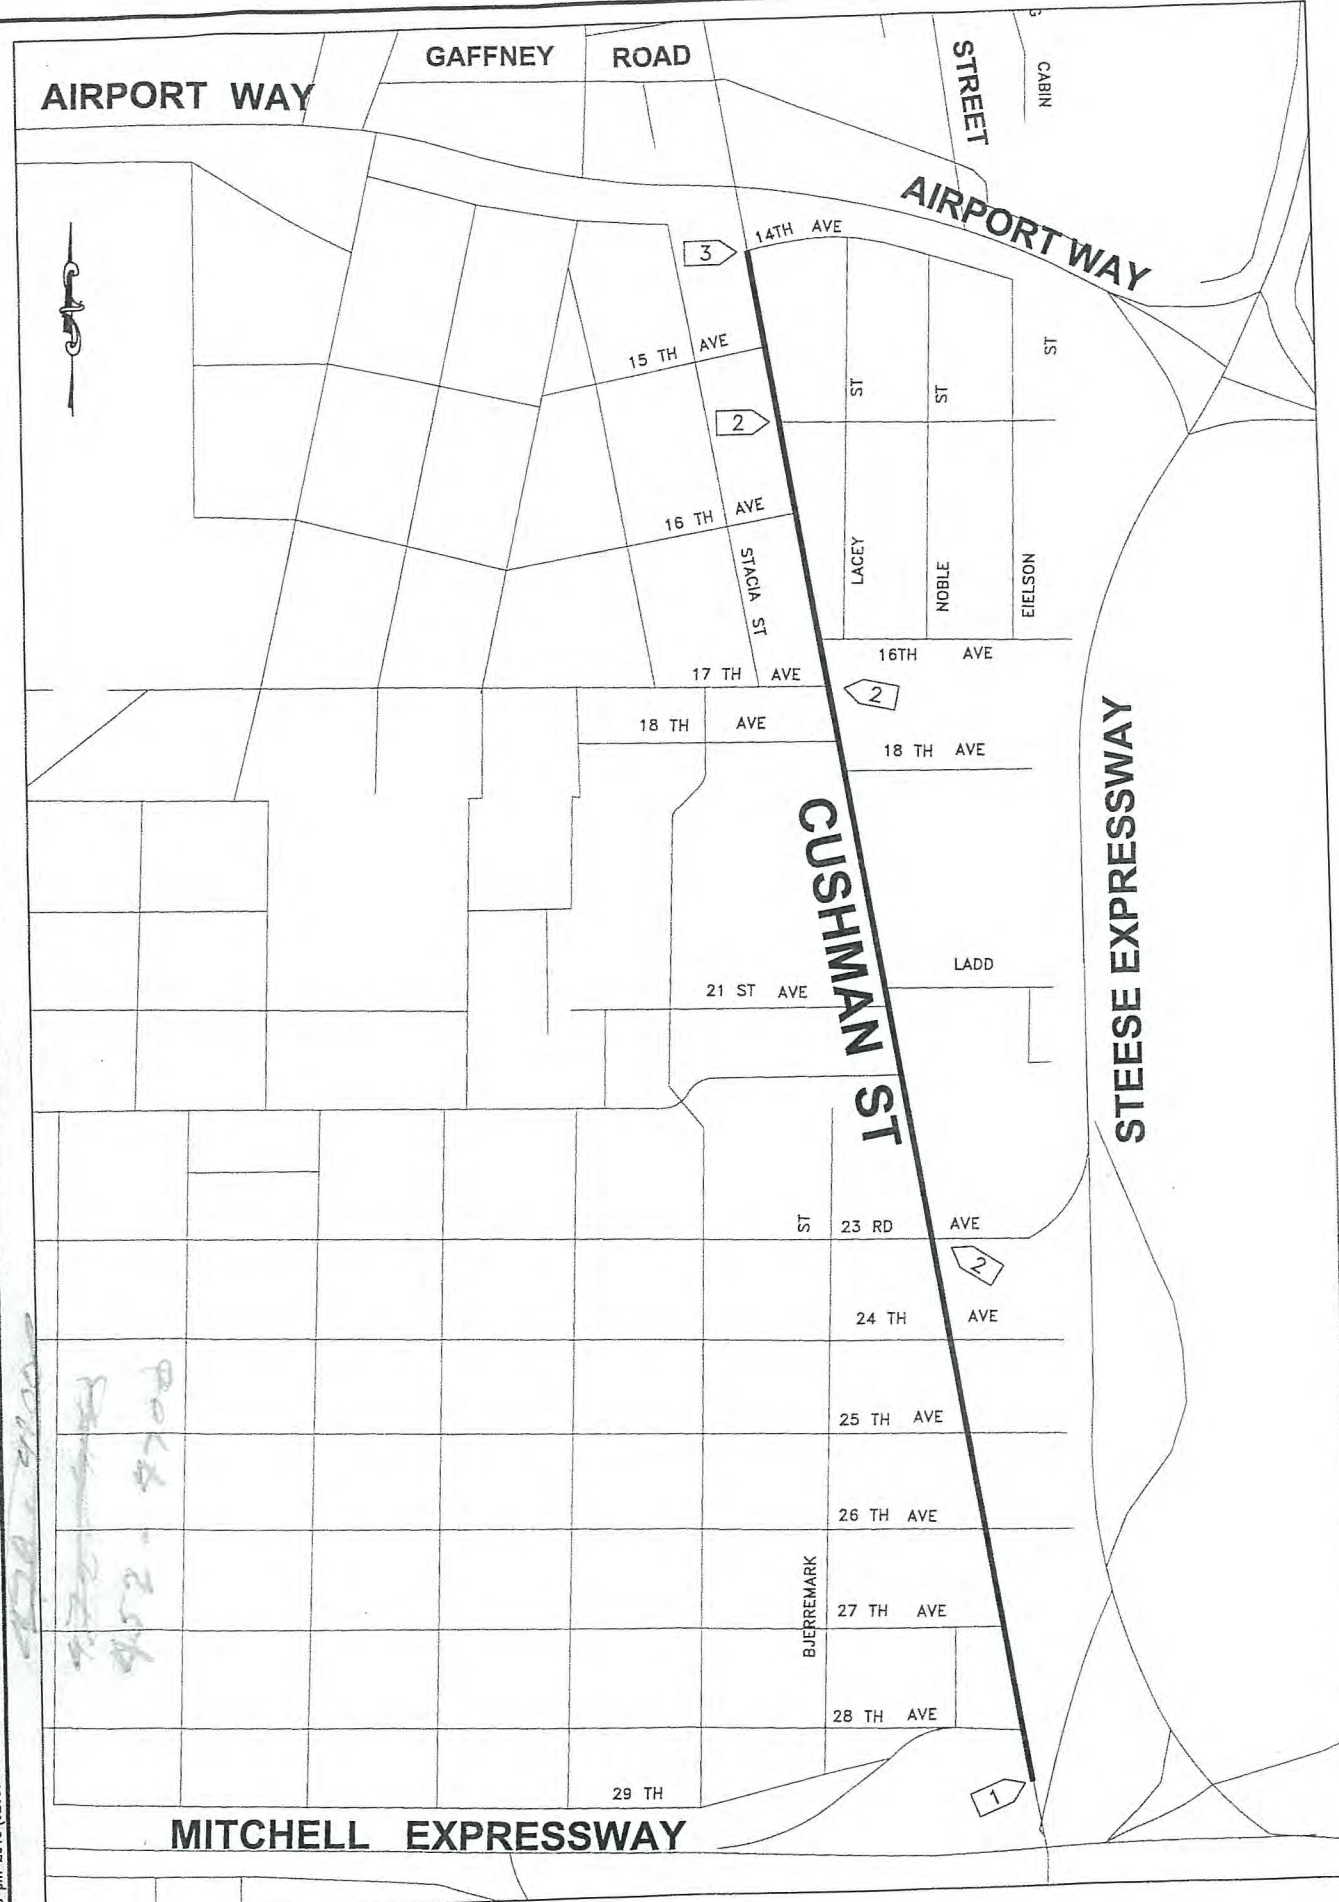 GAFFNEY ROAD
AIRPORT WAY
STREET
CABIN
AIRPORT WAY
14TH AVE
3
15 TH AVE
ST
ST
ST
2
16 TH AVE
STACIA ST
LACEY
NOBLE
EIELSON
16TH AVE
17 TH AVE
2
18 TH AVE
18 TH AVE
CUSHMAN ST
STEESE EXPRESSWAY
LADD
21 ST AVE
ST
23 RD AVE
2
24 TH AVE
25 TH AVE
26 TH AVE
BJERREMARK
27 TH AVE
28 TH AVE
1
29 TH
MITCHELL EXPRESSWAY